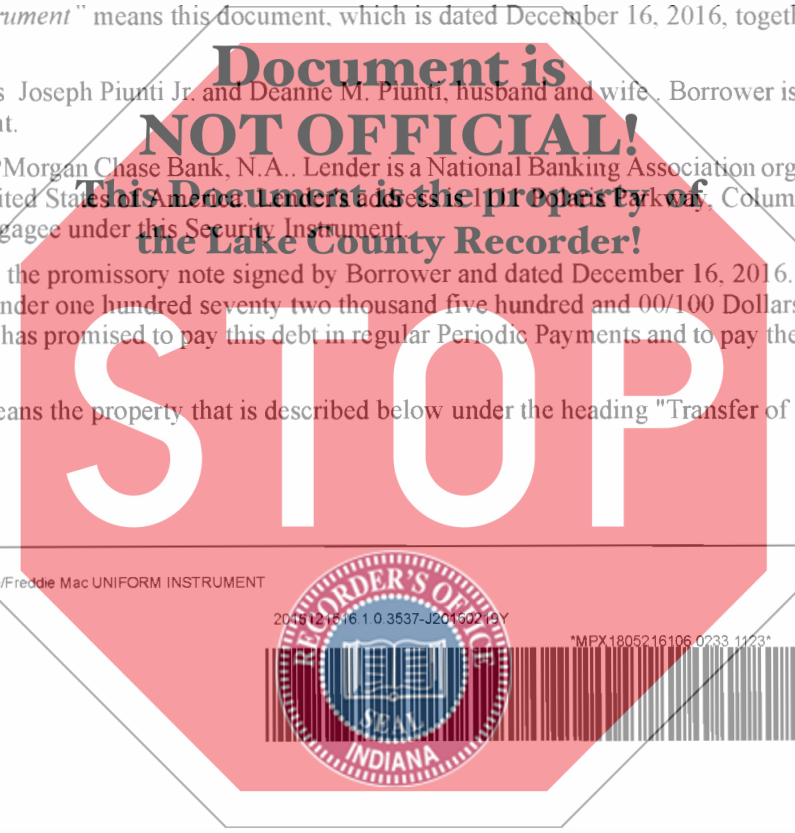 rument" means this document, which is dated December 16, 2016, togeth
Document is
s Joseph Piunti Jr. and Deanne M. Piunti, husband and wife . Borrower is
nt.
NOT OFFICIAL!
PMorgan Chase Bank, N.A.. Lender is a National Banking Association org
ited States of America. Lender's address is 1111 Polaris Parkway, Colum
This Document is the property of
gagee under this Security Instrument.
the Lake County Recorder!
the promissory note signed by Borrower and dated December 16, 2016.
nder one hundred seventy two thousand five hundred and 00/100 Dollars
has promised to pay this debt in regular Periodic Payments and to pay the
STOP
eans the property that is described below under the heading "Transfer of
/Freddie Mac UNIFORM INSTRUMENT
RECORDER'S OFFICE
*MPX1805216106 0233 1123*
SEAL
INDIANA